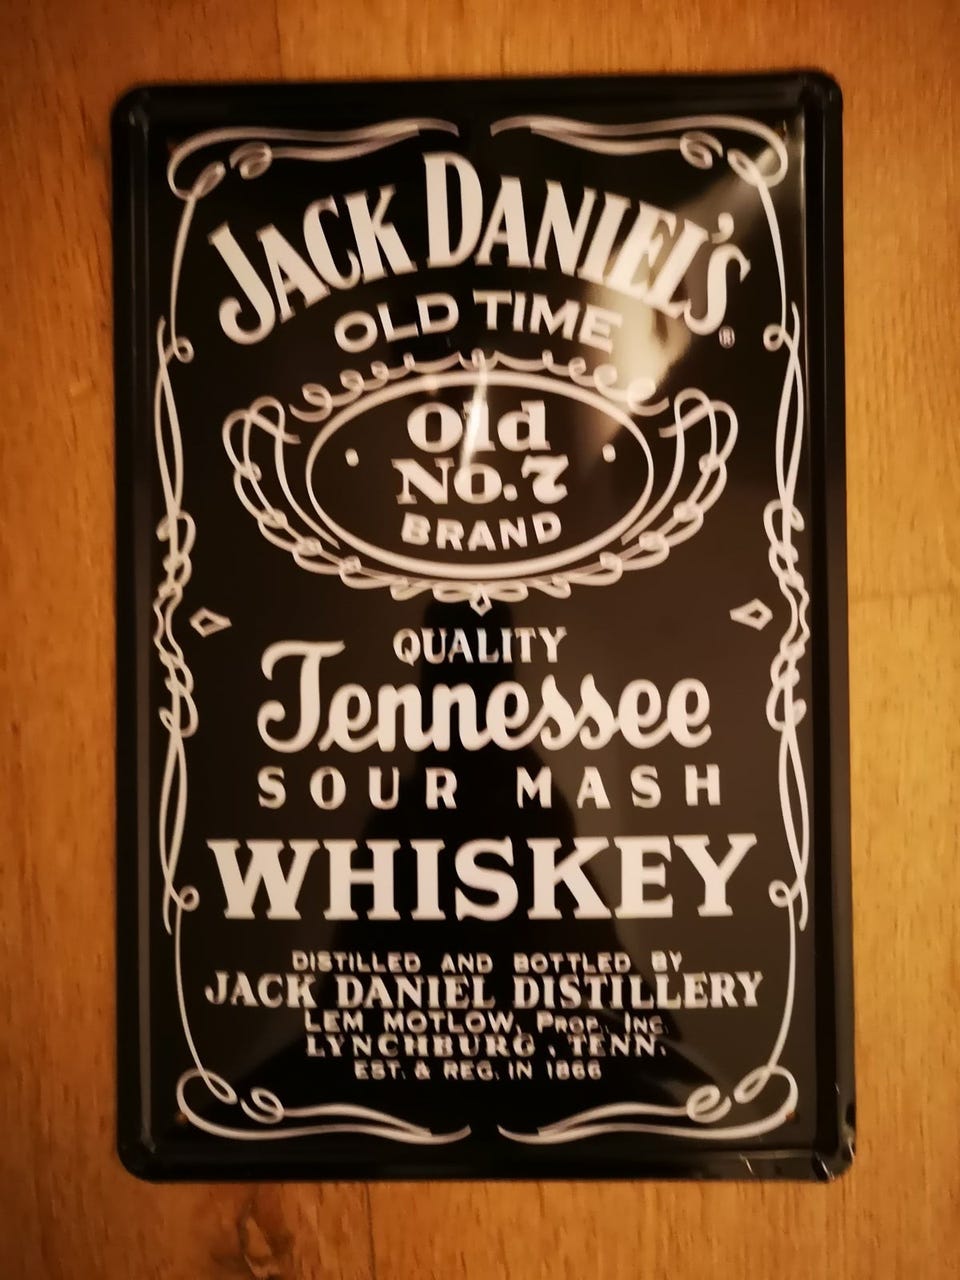 JACK DANIEL'S
®
OLD TIME
Old
No. 7
BRAND
QUALITY
Tennessee
SOUR MASH
WHISKEY
DISTILLED AND BOTTLED BY
JACK DANIEL DISTILLERY
LEM MOTLOW, PROP. INC.
LYNCHBURG, TENN.
EST. & REG. IN 1866